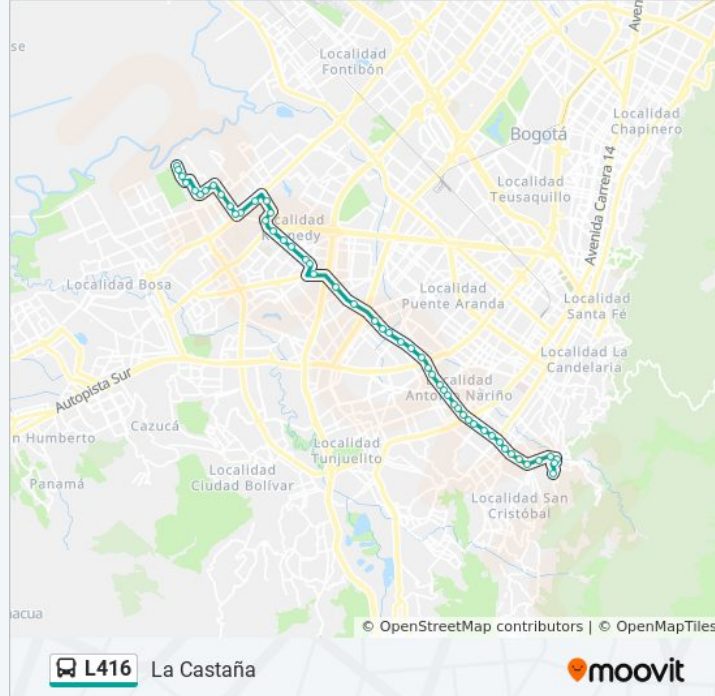 se
Localidad
Fontibón
Aven
Localidad
Chapinero
Bogotá
Localidad
Teusaquillo
Avenida Carrera 14
calidad
Kennedy
Localidad Bosa
Localidad
Puente Aranda
Localidad
Santa Fé
Localidad La
Candelaria
Autopista Sur
Localidad
Antonio Nariño
Cazucá
n Humberto
Localidad
Tunjuelito
Localidad
Ciudad Bolívar
Panamá
Localidad San
Cristóbal
acua
© OpenStreetMap contributors | © OpenMapTiles
L416 La Castaña
moovit